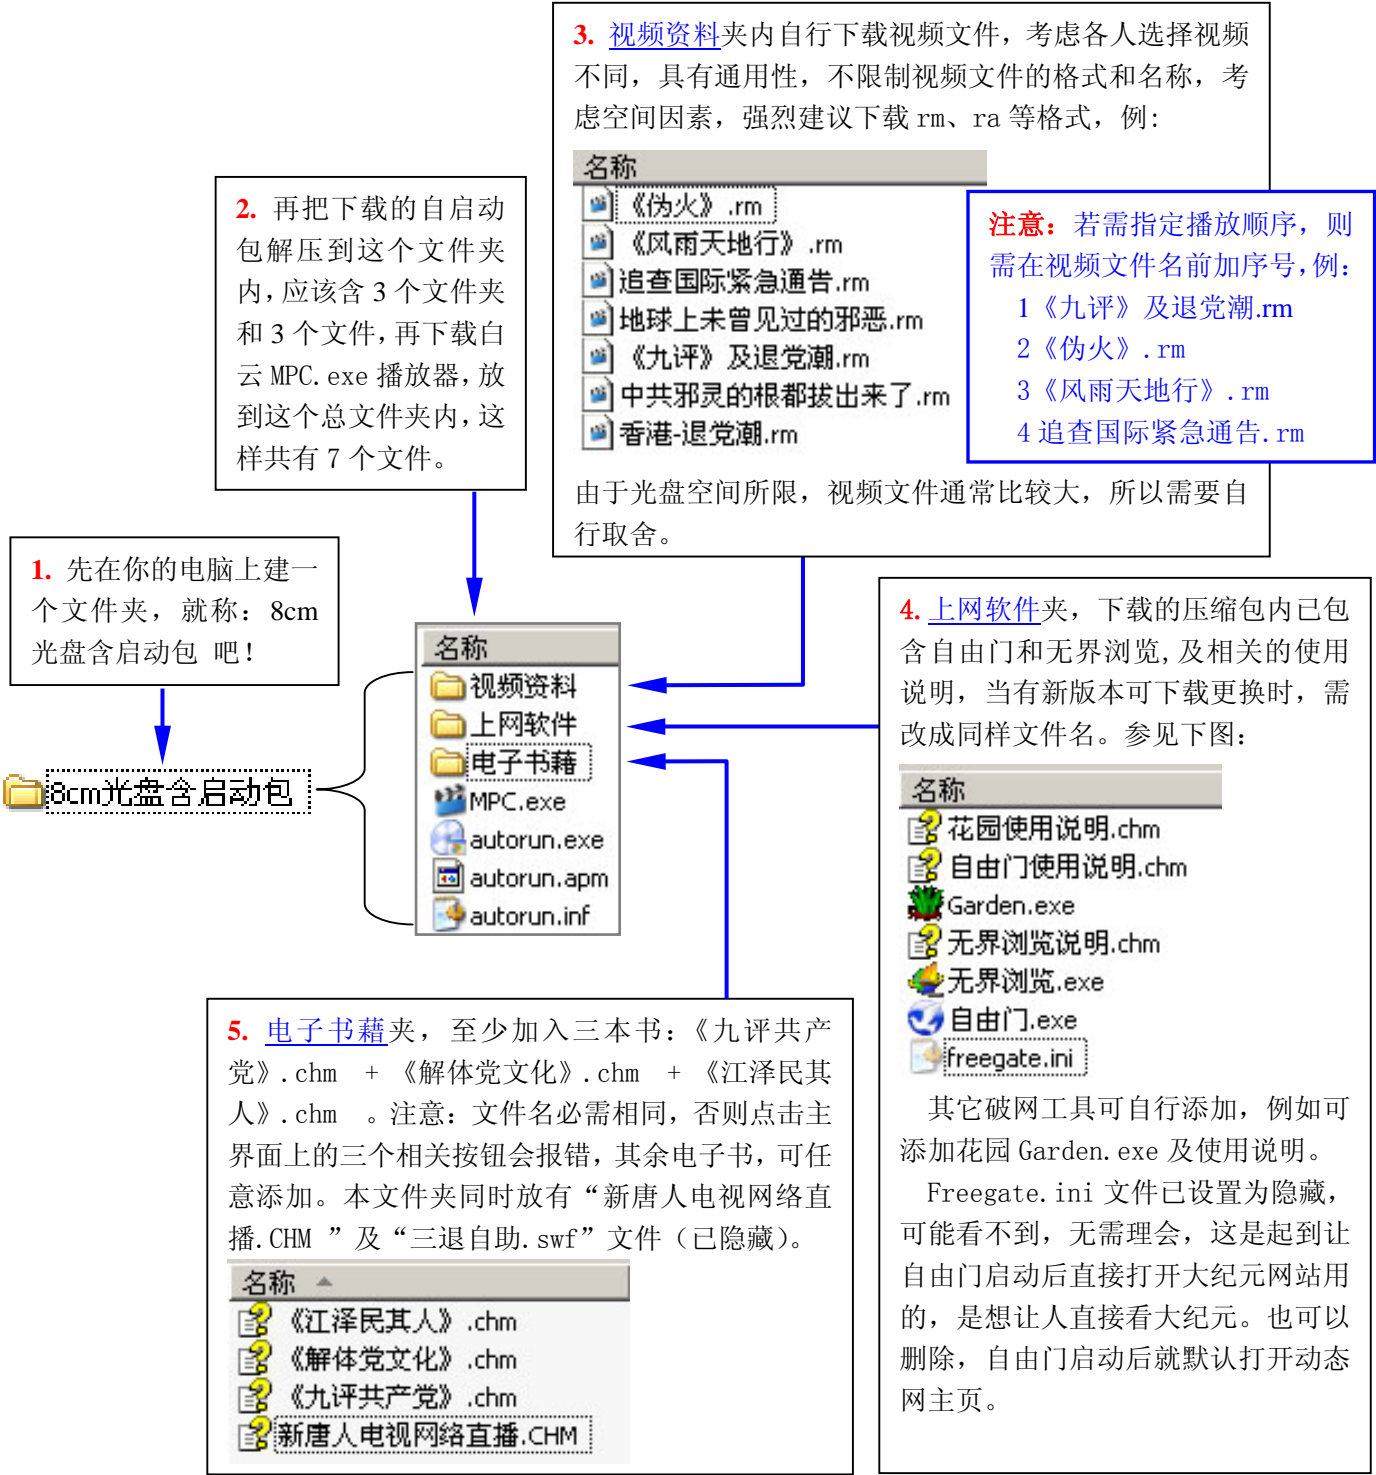 3. 视频资料夹内自行下载视频文件，考虑各人选择视频
不同，具有通用性，不限制视频文件的格式和名称，考
虑空间因素，强烈建议下载 rm、ra 等格式，例:
名称
《伪火》.rm
《风雨天地行》.rm
追查国际紧急通告.rm
地球上未曾见过的邪恶.rm
《九评》及退党潮.rm
中共邪灵的根都拔出来了.rm
香港-退党潮.rm
由于光盘空间所限，视频文件通常比较大，所以需要自
行取舍。
注意：若需指定播放顺序，则
需在视频文件名前加序号,例：
1《九评》及退党潮.rm
2《伪火》.rm
3《风雨天地行》.rm
4 追查国际紧急通告.rm
2. 再把下载的自启动
包解压到这个文件夹
内，应该含 3 个文件夹
和 3 个文件，再下载白
云 MPC.exe 播放器，放
到这个总文件夹内，这
样共有 7 个文件。
1. 先在你的电脑上建一
个文件夹，就称：8cm
光盘含启动包 吧！
8cm光盘含启动包
名称
视频资料
上网软件
电子书藉
MPC.exe
autorun.exe
autorun.apm
autorun.inf
4. 上网软件夹，下载的压缩包内已包
含自由门和无界浏览,及相关的使用
说明，当有新版本可下载更换时，需
改成同样文件名。参见下图：
名称
花园使用说明.chm
自由门使用说明.chm
Garden.exe
无界浏览说明.chm
无界浏览.exe
自由门.exe
freegate.ini
其它破网工具可自行添加，例如可
添加花园 Garden.exe 及使用说明。
Freegate.ini 文件已设置为隐藏，
可能看不到，无需理会，这是起到让
自由门启动后直接打开大纪元网站用
的，是想让人直接看大纪元。也可以
删除，自由门启动后就默认打开动态
网主页。
5. 电子书藉夹，至少加入三本书：《九评共产
党》.chm + 《解体党文化》.chm + 《江泽民其
人》.chm 。注意：文件名必需相同，否则点击主
界面上的三个相关按钮会报错，其余电子书，可任
意添加。本文件夹同时放有“新唐人电视网络直
播.CHM ”及“三退自助.swf”文件（已隐藏）。
名称
《江泽民其人》.chm
《解体党文化》.chm
《九评共产党》.chm
新唐人电视网络直播.CHM